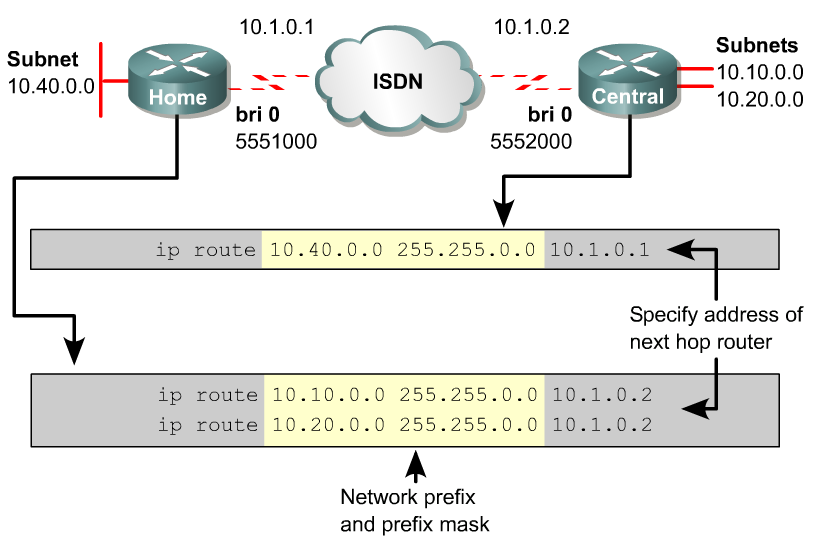 10.1.0.1
10.1.0.2
Subnet
10.40.0.0
Home
ISDN
Central
Subnets
10.10.0.0
10.20.0.0
bri 0
5551000
bri 0
5552000
ip route 10.40.0.0 255.255.0.0 10.1.0.1
Specify address of
next hop router
ip route 10.10.0.0 255.255.0.0 10.1.0.2
ip route 10.20.0.0 255.255.0.0 10.1.0.2
Network prefix
and prefix mask